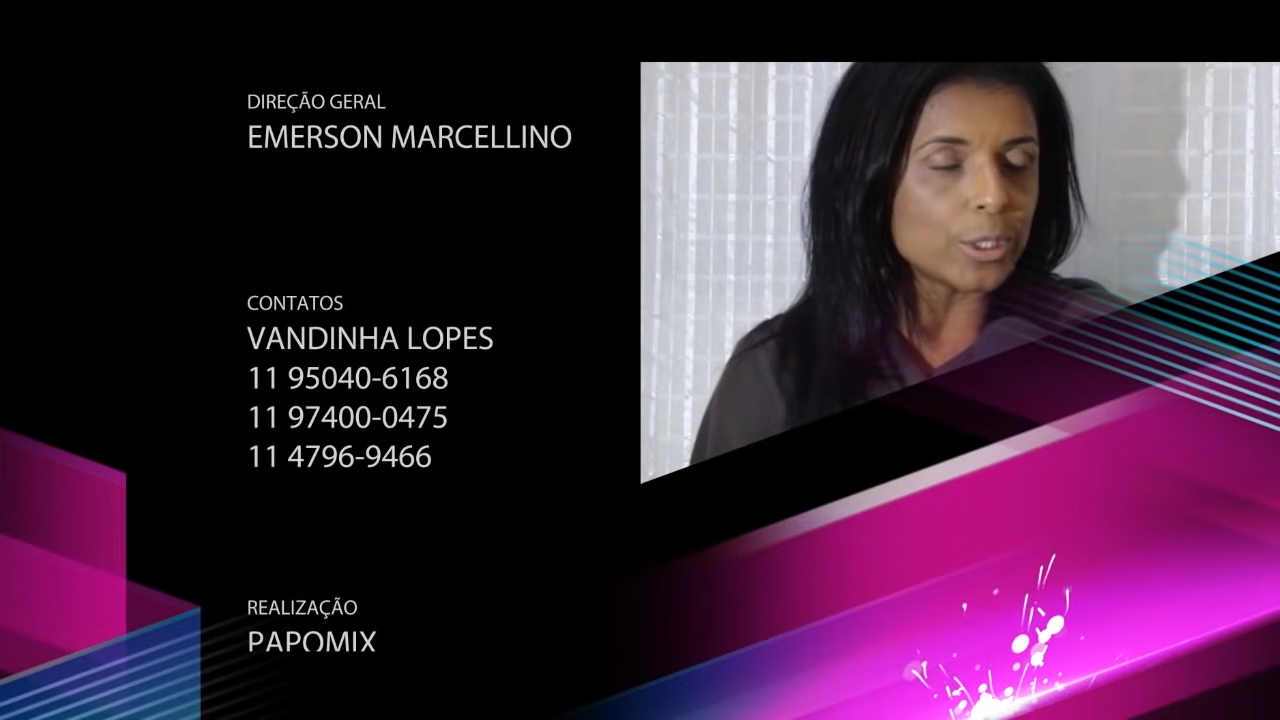 DIREÇÃO GERAL
EMERSON MARCELLINO
CONTATOS
VANDINHA LOPES
11 95040-6168
11 97400-0475
11 4796-9466
REALIZAÇÃO
PAPOMIX